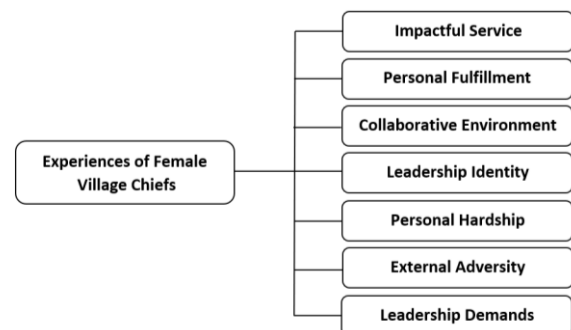 Impactful Service
Personal Fulfillment
Collaborative Environment
Experiences of Female
Village Chiefs
Leadership Identity
Personal Hardship
External Adversity
Leadership Demands